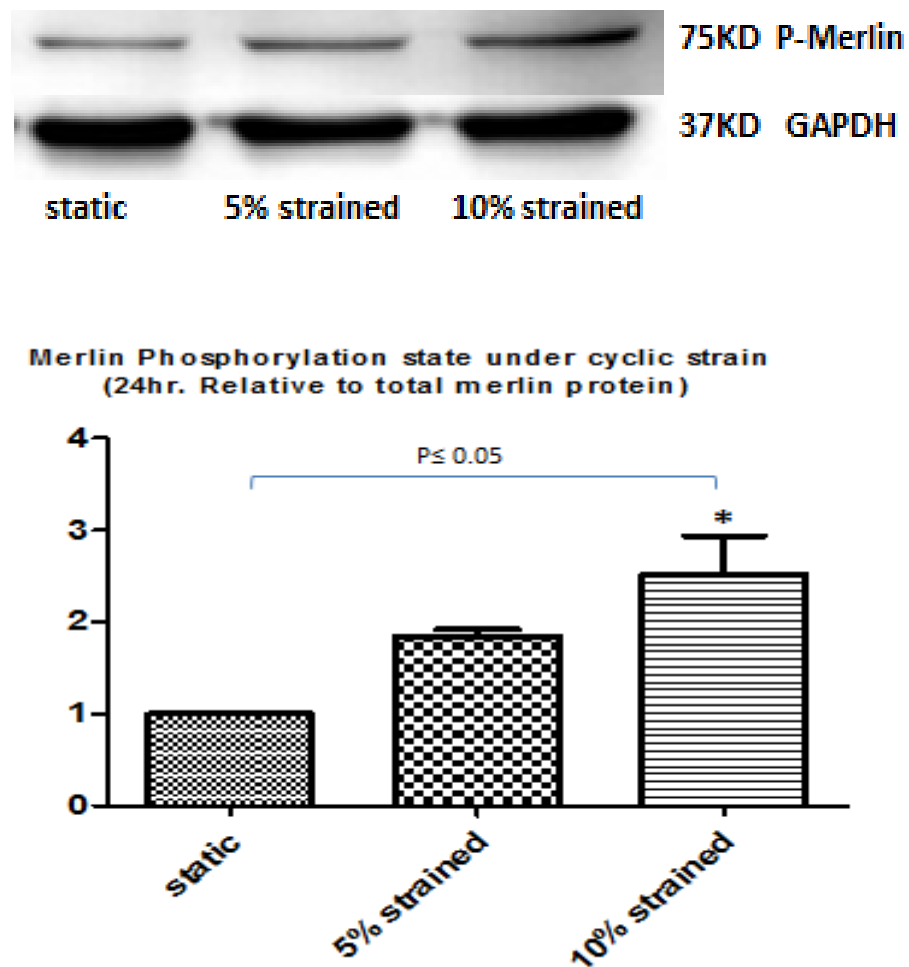 75KD P-Merlin
37KD GAPDH
static 5% strained 10% strained
Merlin Phosphorylation state under cyclic strain
(24hr. Relative to total merlin protein)
4
P≤ 0.05
3
*
2
1
0
static
5% strained
10% strained